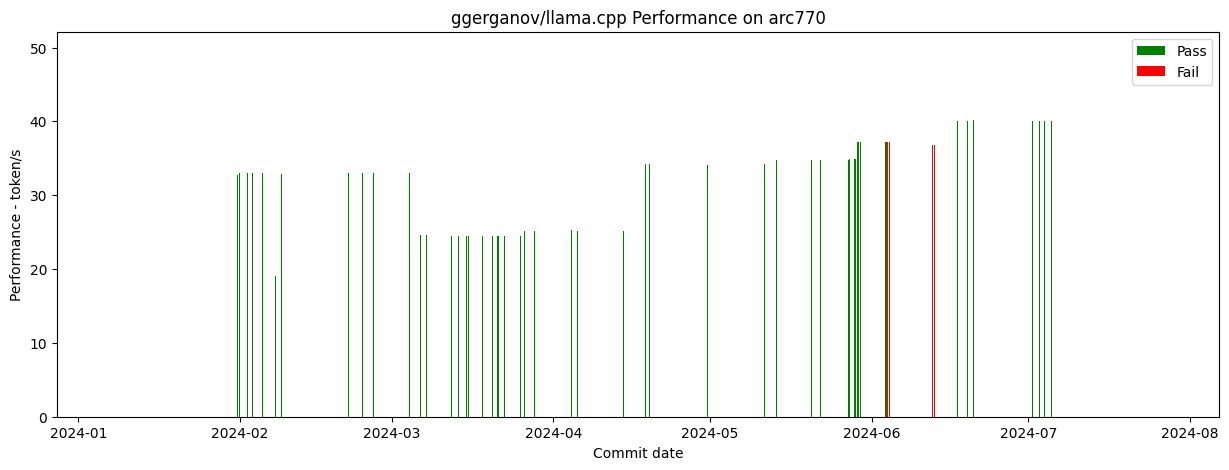 ggerganov/llama.cpp Performance on arc770
Pass
Fail
Performance - token/s
50
40
30
20
10
0
2024-01
2024-02
2024-03
2024-04
2024-05
2024-06
2024-07
2024-08
Commit date